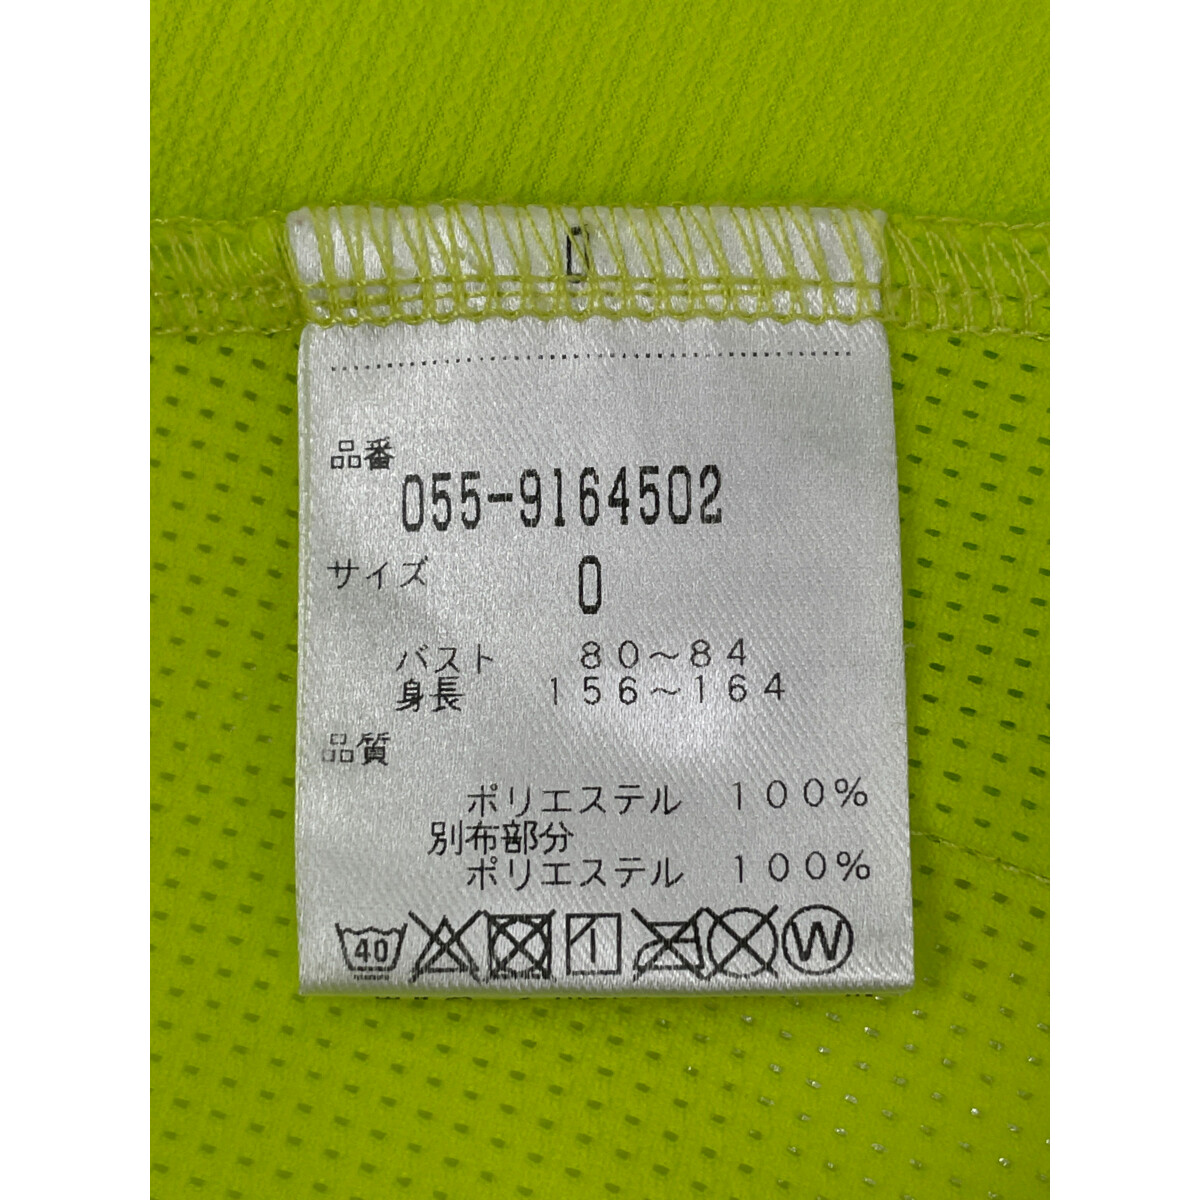 0
品番
055-9164502
サイズ 0
バスト 80~84
身長 156~164
品質
ポリエステル 100%
別布部分
ポリエステル 100%
40 1 W